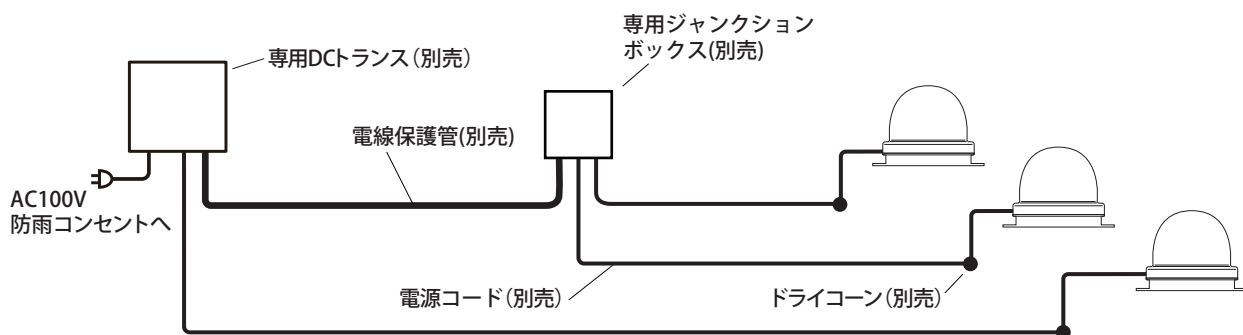 専用ジャンクション
ボックス(別売)
専用DCトランス（別売）
電線保護管(別売)
AC100V
防雨コンセントへ
電源コード（別売）
ドライコーン（別売）